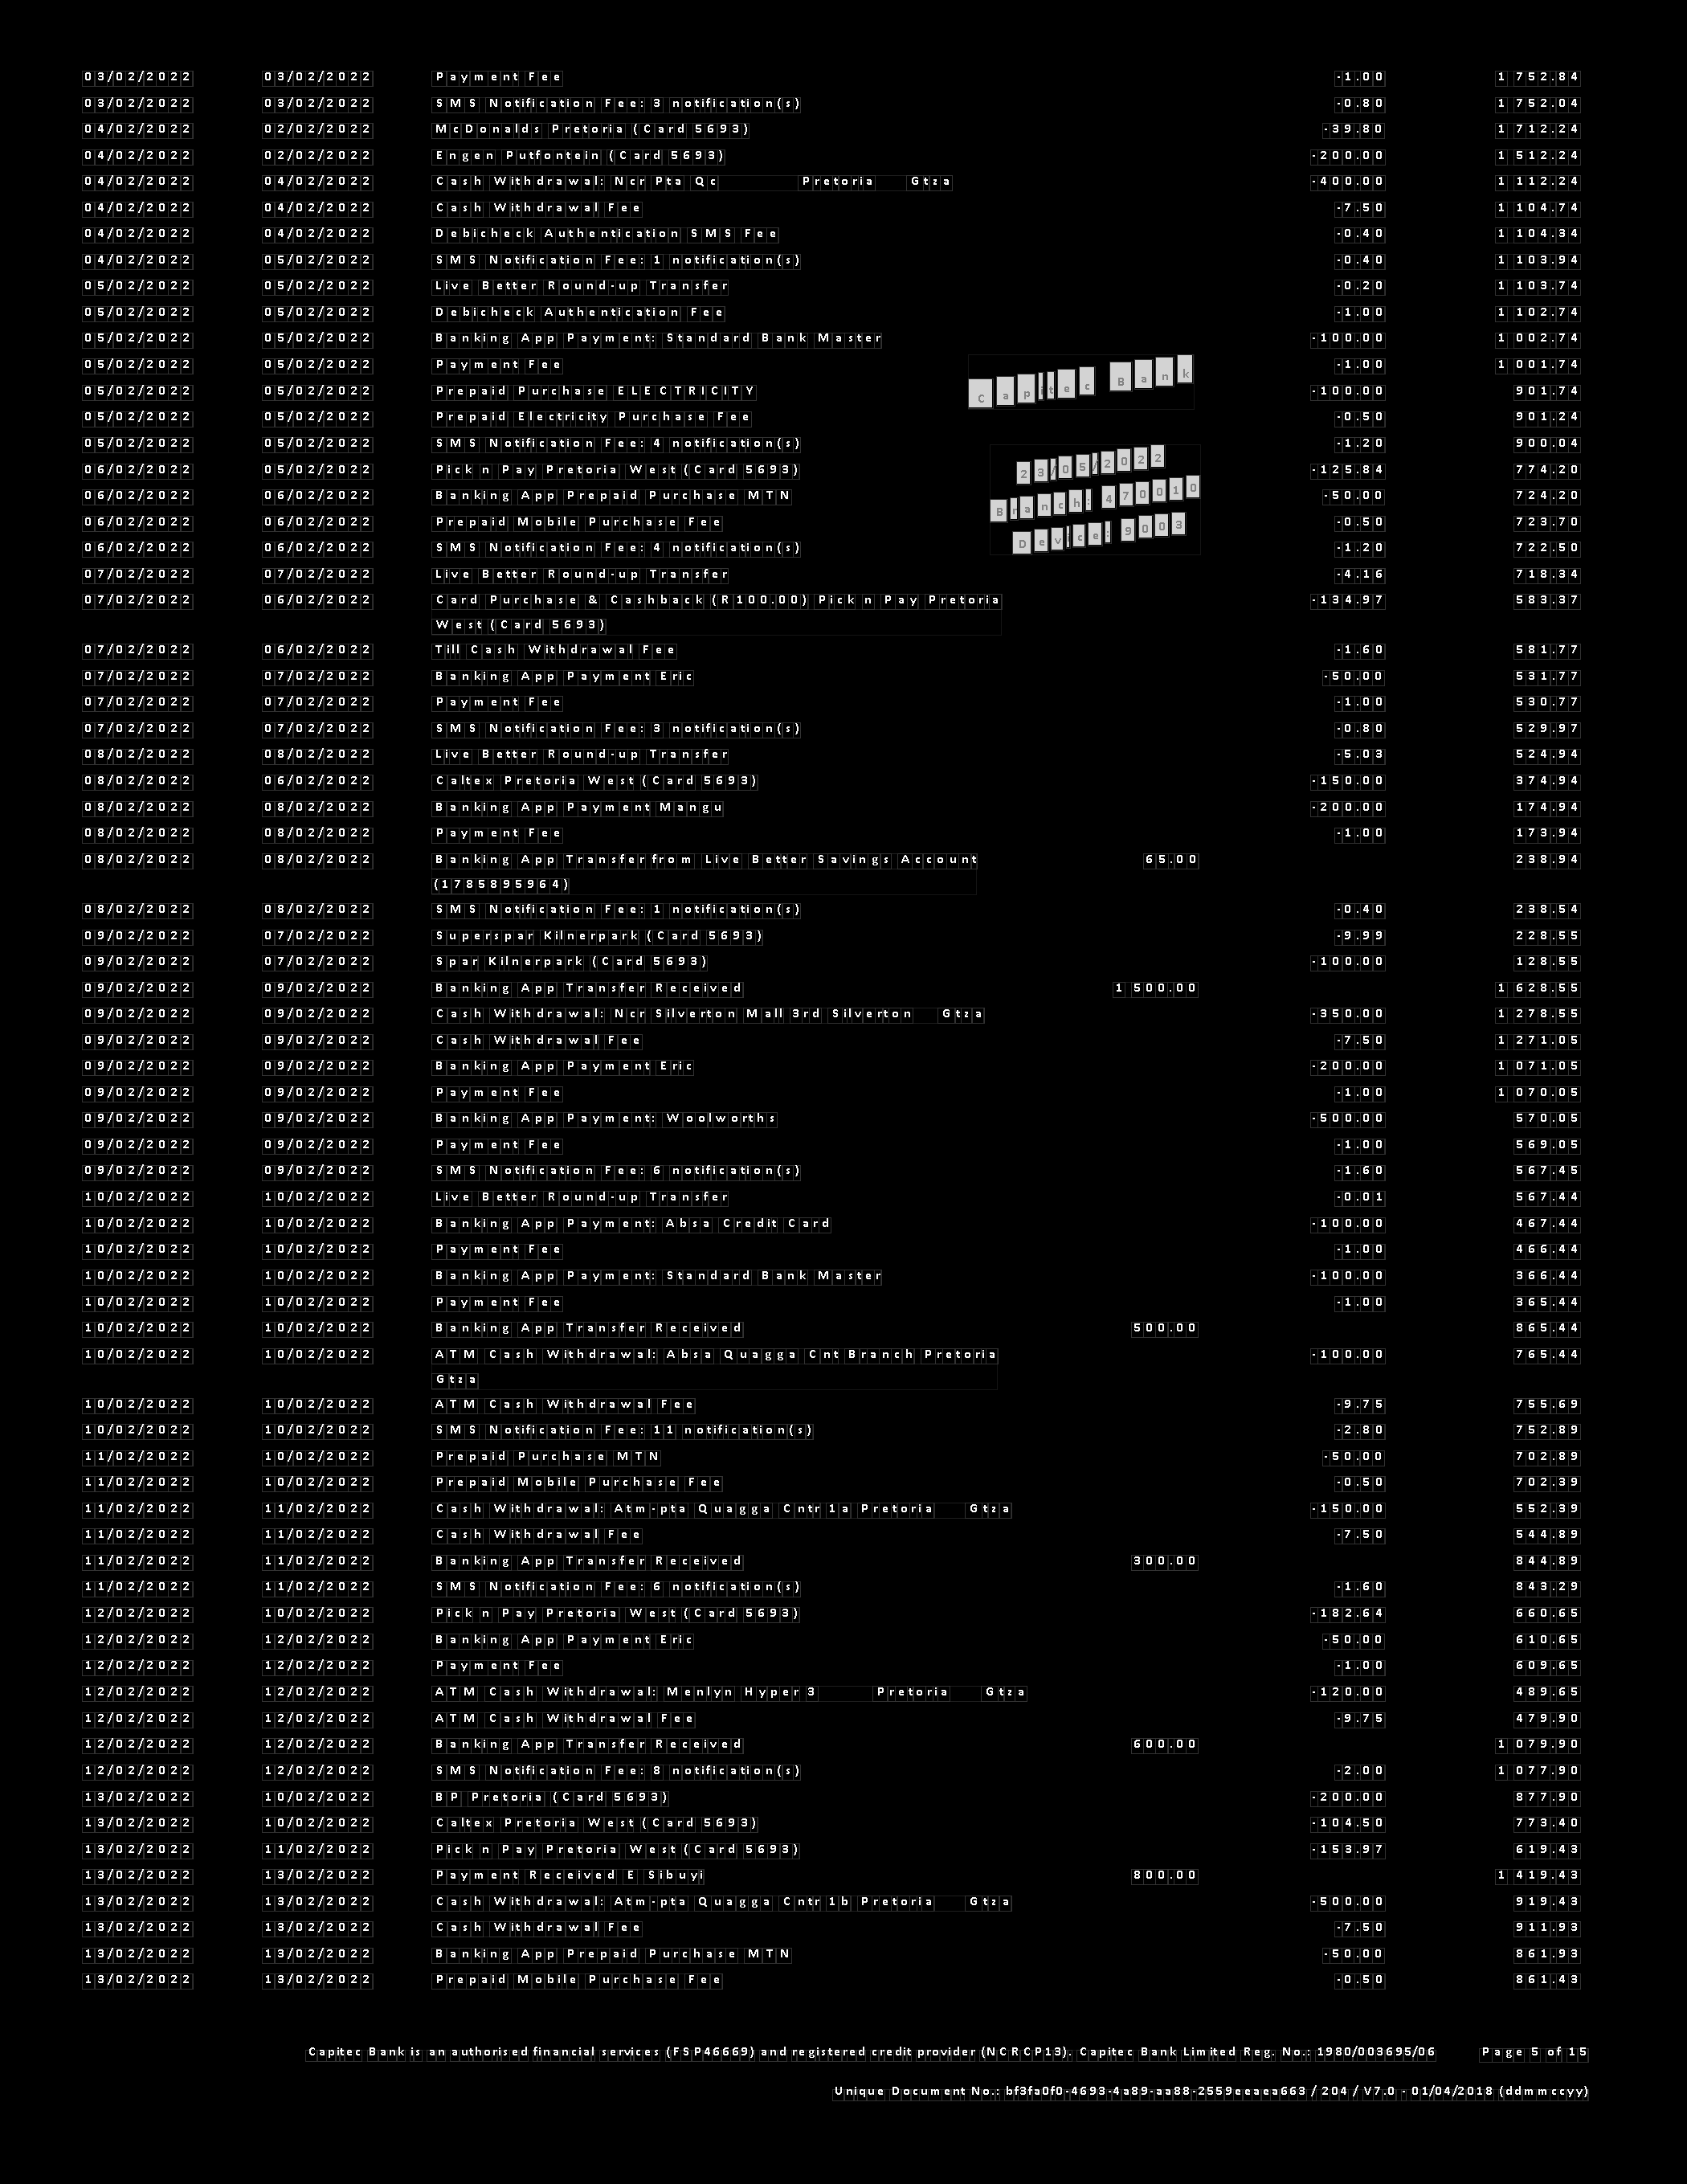 03/02/2022 03/02/2022 Payment Fee -1.00 1 752.84
03/02/2022 03/02/2022 SMS Notification Fee: 3 notification(s) -0.80 1 752.04
04/02/2022 02/02/2022 McDonalds Pretoria (Card 5693) -39.80 1 712.24
04/02/2022 02/02/2022 Engen Putfontein (Card 5693) -200.00 1 512.24
04/02/2022 04/02/2022 Cash Withdrawal: Ncr Pta Qc Pretoria Gtza -400.00 1 112.24
04/02/2022 04/02/2022 Cash Withdrawal Fee -7.50 1 104.74
04/02/2022 04/02/2022 Debicheck Authentication SMS Fee -0.40 1 104.34
04/02/2022 05/02/2022 SMS Notification Fee: 1 notification(s) -0.40 1 103.94
05/02/2022 05/02/2022 Live Better Round-up Transfer -0.20 1 103.74
05/02/2022 05/02/2022 Debicheck Authentication Fee -1.00 1 102.74
05/02/2022 05/02/2022 Banking App Payment: Standard Bank Master -100.00 1 002.74
05/02/2022 05/02/2022 Payment Fee -1.00 1 001.74
Capitec Bank
05/02/2022 05/02/2022 Prepaid Purchase ELECTRICITY -100.00 901.74
05/02/2022 05/02/2022 Prepaid Electricity Purchase Fee -0.50 901.24
05/02/2022 05/02/2022 SMS Notification Fee: 4 notification(s) -1.20 900.04
23/05/2022
06/02/2022 05/02/2022 Pick n Pay Pretoria West (Card 5693) -125.84 774.20
06/02/2022 06/02/2022 Banking App Prepaid Purchase MTN -50.00 724.20
Branch: 470010
06/02/2022 06/02/2022 Prepaid Mobile Purchase Fee -0.50 723.70
Device: 9003
06/02/2022 06/02/2022 SMS Notification Fee: 4 notification(s) -1.20 722.50
07/02/2022 07/02/2022 Live Better Round-up Transfer -4.16 718.34
07/02/2022 06/02/2022 Card Purchase & Cashback (R100.00) Pick n Pay Pretoria -134.97 583.37
West (Card 5693)
07/02/2022 06/02/2022 Till Cash Withdrawal Fee -1.60 581.77
07/02/2022 07/02/2022 Banking App Payment Eric -50.00 531.77
07/02/2022 07/02/2022 Payment Fee -1.00 530.77
07/02/2022 07/02/2022 SMS Notification Fee: 3 notification(s) -0.80 529.97
08/02/2022 08/02/2022 Live Better Round-up Transfer -5.03 524.94
08/02/2022 06/02/2022 Caltex Pretoria West (Card 5693) -150.00 374.94
08/02/2022 08/02/2022 Banking App Payment Mangu -200.00 174.94
08/02/2022 08/02/2022 Payment Fee -1.00 173.94
08/02/2022 08/02/2022 Banking App Transfer from Live Better Savings Account 65.00 238.94
(1785895964)
08/02/2022 08/02/2022 SMS Notification Fee: 1 notification(s) -0.40 238.54
09/02/2022 07/02/2022 Superspar Kilnerpark (Card 5693) -9.99 228.55
09/02/2022 07/02/2022 Spar Kilnerpark (Card 5693) -100.00 128.55
09/02/2022 09/02/2022 Banking App Transfer Received 1 500.00 1 628.55
09/02/2022 09/02/2022 Cash Withdrawal: Ncr Silverton Mall 3rd Silverton Gtza -350.00 1 278.55
09/02/2022 09/02/2022 Cash Withdrawal Fee -7.50 1 271.05
09/02/2022 09/02/2022 Banking App Payment Eric -200.00 1 071.05
09/02/2022 09/02/2022 Payment Fee -1.00 1 070.05
09/02/2022 09/02/2022 Banking App Payment: Woolworths -500.00 570.05
09/02/2022 09/02/2022 Payment Fee -1.00 569.05
09/02/2022 09/02/2022 SMS Notification Fee: 6 notification(s) -1.60 567.45
10/02/2022 10/02/2022 Live Better Round-up Transfer -0.01 567.44
10/02/2022 10/02/2022 Banking App Payment: Absa Credit Card -100.00 467.44
10/02/2022 10/02/2022 Payment Fee -1.00 466.44
10/02/2022 10/02/2022 Banking App Payment: Standard Bank Master -100.00 366.44
10/02/2022 10/02/2022 Payment Fee -1.00 365.44
10/02/2022 10/02/2022 Banking App Transfer Received 500.00 865.44
10/02/2022 10/02/2022 ATM Cash Withdrawal: Absa Quagga Cnt Branch Pretoria -100.00 765.44
Gtza
10/02/2022 10/02/2022 ATM Cash Withdrawal Fee -9.75 755.69
10/02/2022 10/02/2022 SMS Notification Fee: 11 notification(s) -2.80 752.89
11/02/2022 10/02/2022 Prepaid Purchase MTN -50.00 702.89
11/02/2022 10/02/2022 Prepaid Mobile Purchase Fee -0.50 702.39
11/02/2022 11/02/2022 Cash Withdrawal: Atm-pta Quagga Cntr 1a Pretoria Gtza -150.00 552.39
11/02/2022 11/02/2022 Cash Withdrawal Fee -7.50 544.89
11/02/2022 11/02/2022 Banking App Transfer Received 300.00 844.89
11/02/2022 11/02/2022 SMS Notification Fee: 6 notification(s) -1.60 843.29
12/02/2022 10/02/2022 Pick n Pay Pretoria West (Card 5693) -182.64 660.65
12/02/2022 12/02/2022 Banking App Payment Eric -50.00 610.65
12/02/2022 12/02/2022 Payment Fee -1.00 609.65
12/02/2022 12/02/2022 ATM Cash Withdrawal: Menlyn Hyper 3 Pretoria Gtza -120.00 489.65
12/02/2022 12/02/2022 ATM Cash Withdrawal Fee -9.75 479.90
12/02/2022 12/02/2022 Banking App Transfer Received 600.00 1 079.90
12/02/2022 12/02/2022 SMS Notification Fee: 8 notification(s) -2.00 1 077.90
13/02/2022 10/02/2022 BP Pretoria (Card 5693) -200.00 877.90
13/02/2022 10/02/2022 Caltex Pretoria West (Card 5693) -104.50 773.40
13/02/2022 11/02/2022 Pick n Pay Pretoria West (Card 5693) -153.97 619.43
13/02/2022 13/02/2022 Payment Received E Sibuyi 800.00 1 419.43
13/02/2022 13/02/2022 Cash Withdrawal: Atm-pta Quagga Cntr 1b Pretoria Gtza -500.00 919.43
13/02/2022 13/02/2022 Cash Withdrawal Fee -7.50 911.93
13/02/2022 13/02/2022 Banking App Prepaid Purchase MTN -50.00 861.93
13/02/2022 13/02/2022 Prepaid Mobile Purchase Fee -0.50 861.43
Capitec Bank is an authorised financial services (FSP46669) and registered credit provider (NCRCP13). Capitec Bank Limited Reg. No.: 1980/003695/06 Page 5 of 15
Unique Document No.: bf3fa0f0-4693-4a89-aa88-2559eeaea663 / 204 / V7.0 - 01/04/2018 (ddmmccyy)